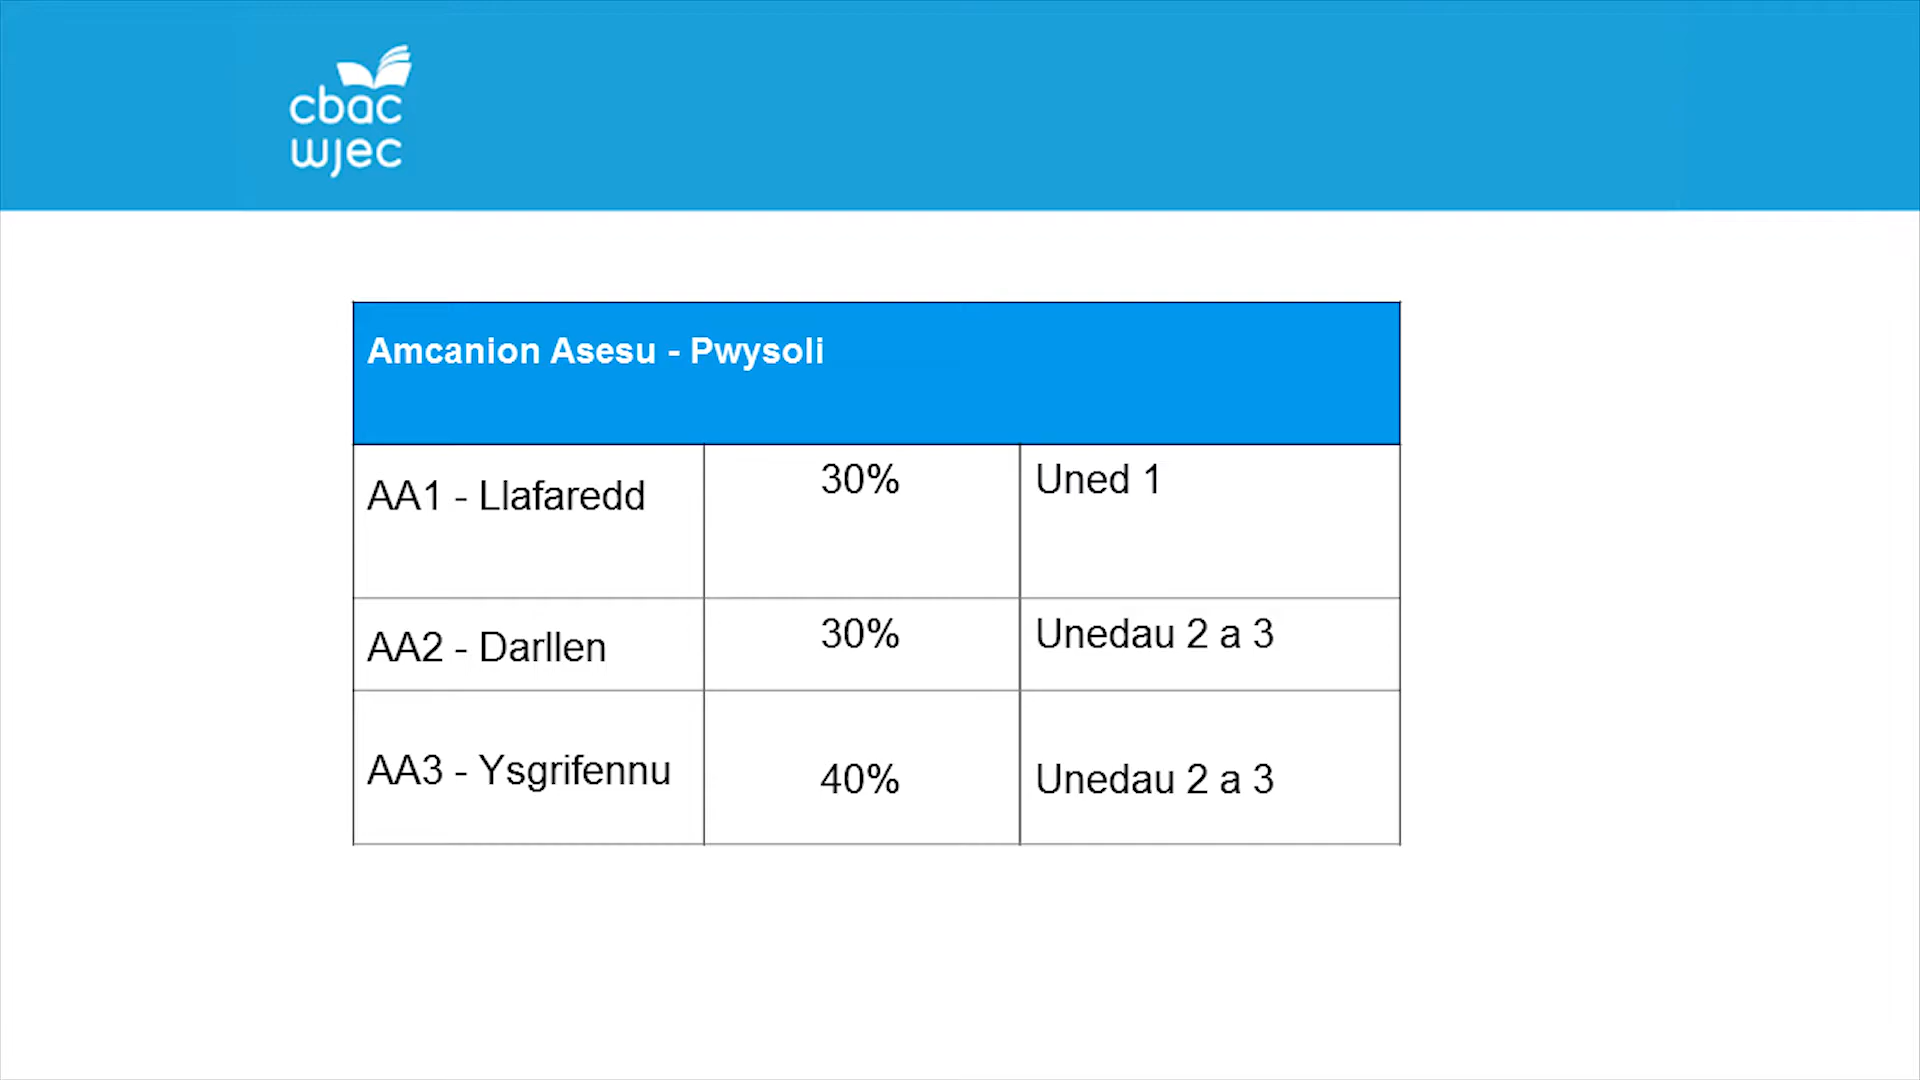 cbac
wjec
Amcanion Asesu - Pwysoli
AA1 - Llafaredd 30% Uned 1
AA2 - Darllen 30% Unedau 2 a 3
AA3 - Ysgrifennu 40% Unedau 2 a 3